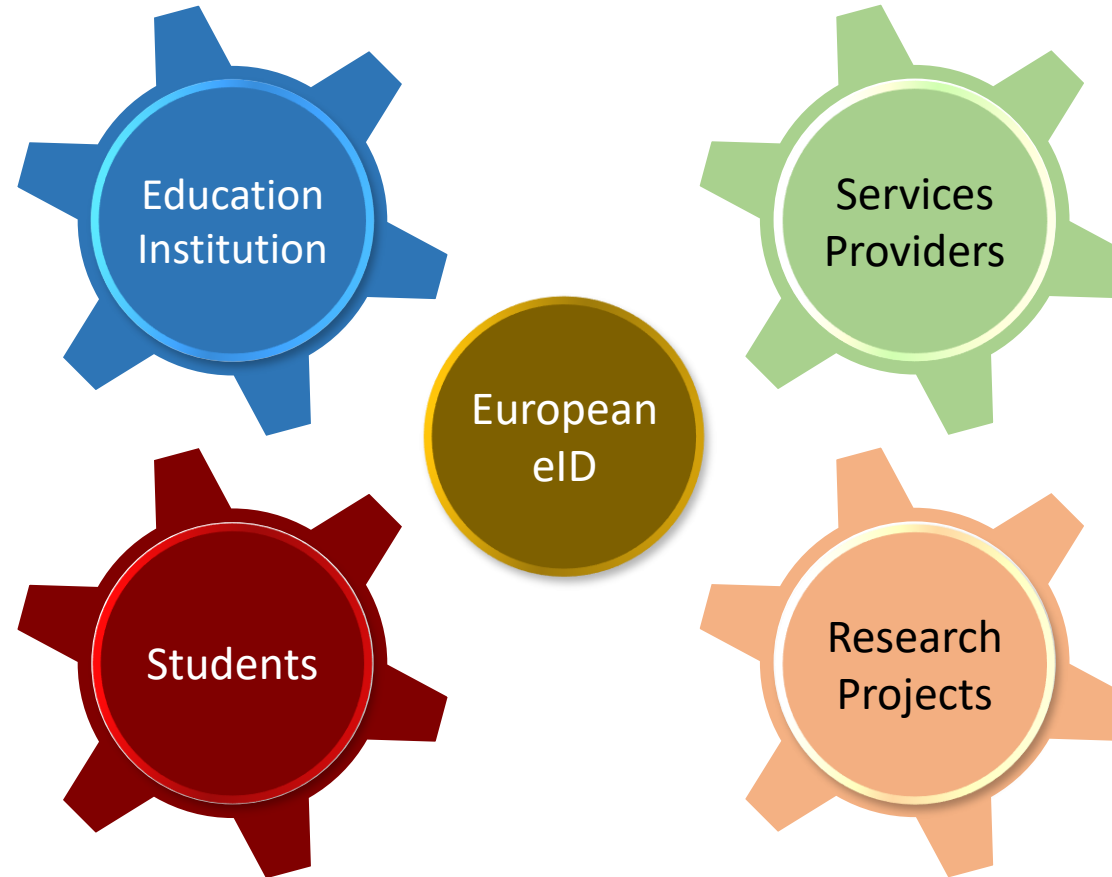 Education
Institution
Services
Providers
European
eID
Students
Research
Projects